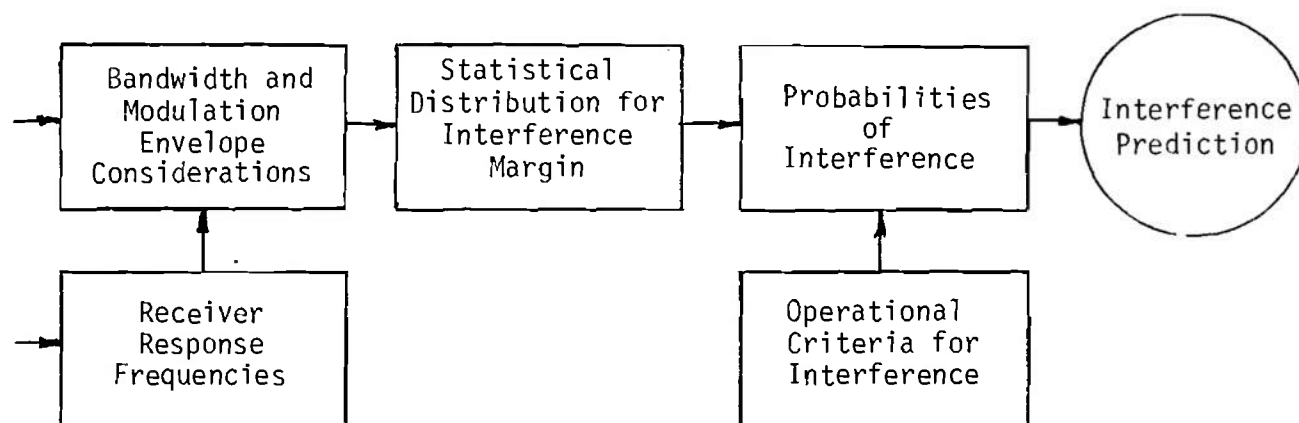 Bandwidth and
Modulation
Envelope
Considerations
Statistical
Distribution for
Interference
Margin
Probabilities
of
Interference
Interference
Prediction
Receiver
Response
Frequencies
Operational
Criteria for
Interference